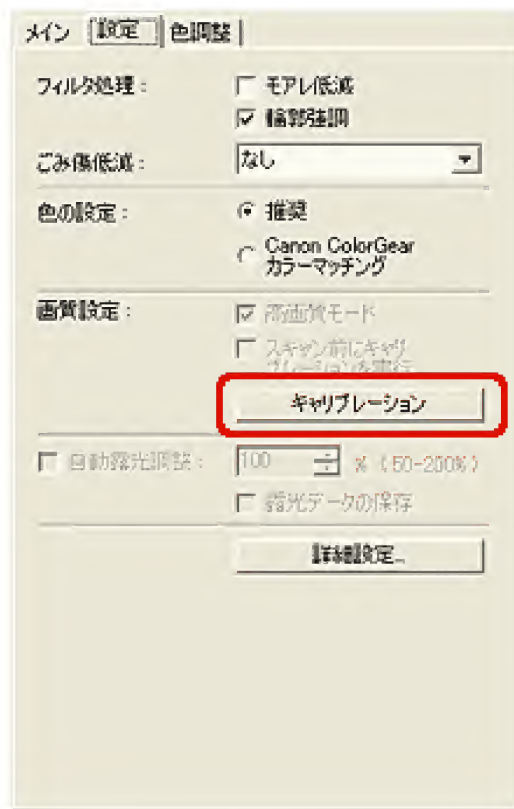 メイン 設定 色調整
フィルタ処理： モアレ低減
輪郭強調
ごみ傷低減： なし
色の設定： 推奨
Canon ColorGear
カラーマッチング
画質設定： 高画質モード
スキャン前にキャリ
ブレーションを実行
キャリブレーション
自動露光調整： 100 % (50-200%)
露光データの保存
詳細設定...